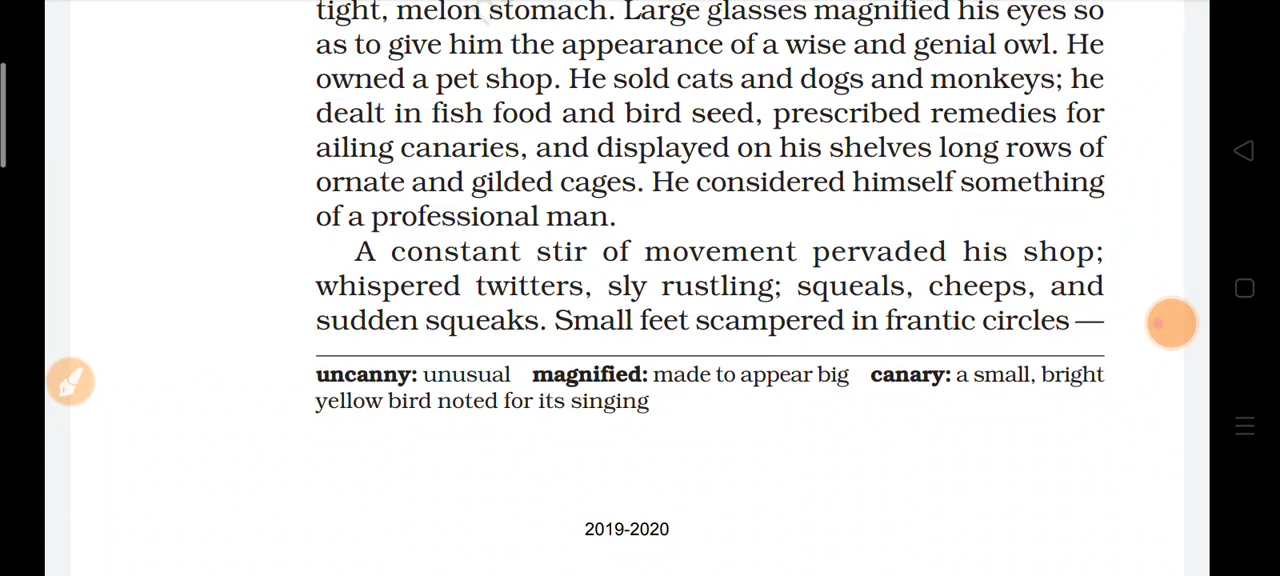 tight, melon stomach. Large glasses magnified his eyes so
as to give him the appearance of a wise and genial owl. He
owned a pet shop. He sold cats and dogs and monkeys; he
dealt in fish food and bird seed, prescribed remedies for
ailing canaries, and displayed on his shelves long rows of
ornate and gilded cages. He considered himself something
of a professional man.
A constant stir of movement pervaded his shop;
whispered twitters, sly rustling; squeals, cheeps, and
sudden squeaks. Small feet scampered in frantic circles —
uncanny: unusual magnified: made to appear big canary: a small, bright
yellow bird noted for its singing
2019-2020